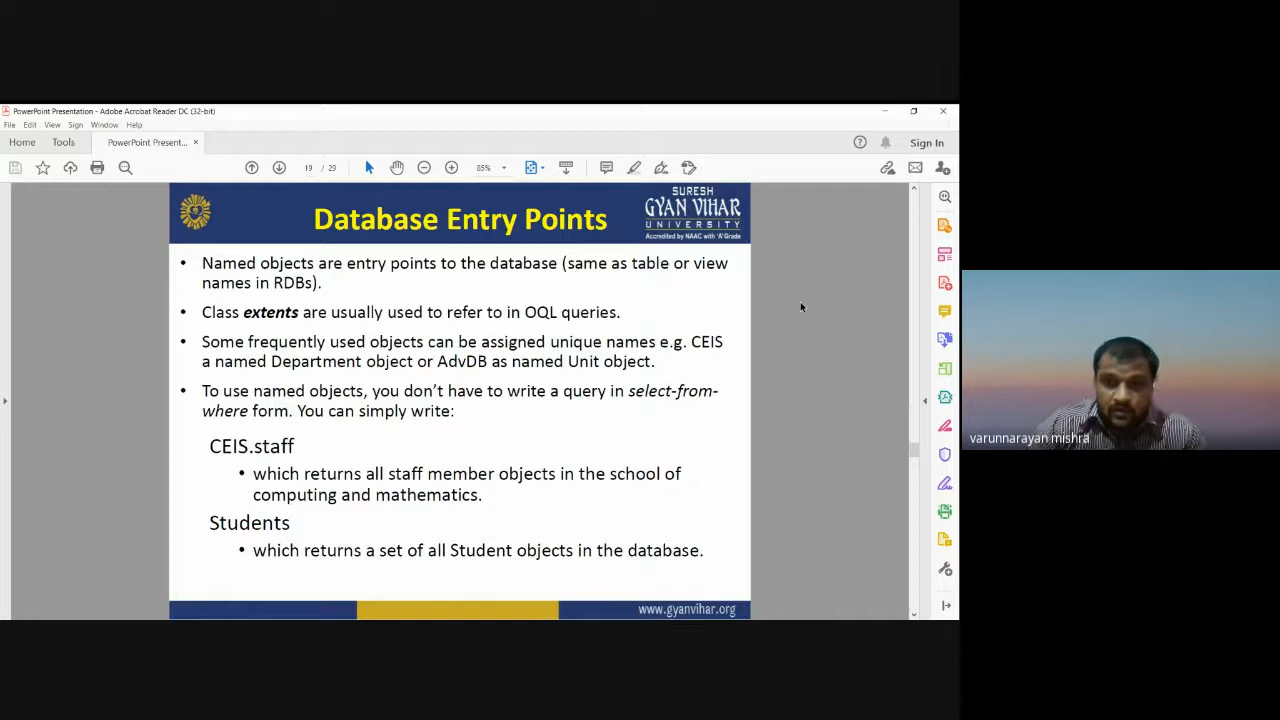 PowerPoint Presentation - Adobe Acrobat Reader DC (32-bit)
File Edit View Sign Window Help
Home Tools PowerPoint Present... × Sign In
19 / 29 85%
Database Entry Points
SURESH
GYAN VIHAR
UNIVERSITY
Accredited by NAAC with 'A' Grade
• Named objects are entry points to the database (same as table or view
names in RDBs).
• Class extents are usually used to refer to in OQL queries.
• Some frequently used objects can be assigned unique names e.g. CEIS
a named Department object or AdvDB as named Unit object.
• To use named objects, you don’t have to write a query in select-from-
where form. You can simply write:
CEIS.staff
• which returns all staff member objects in the school of
computing and mathematics.
Students
• which returns a set of all Student objects in the database.
www.gyanvihar.org
varunnarayan mishra